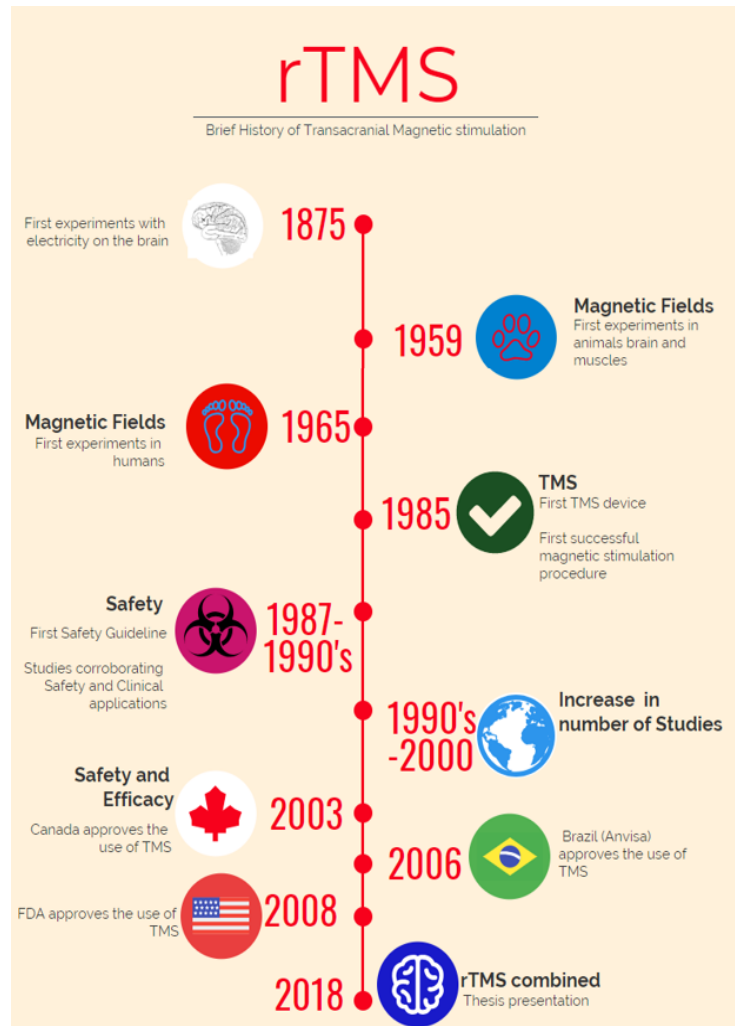 rTMS
Brief History of Transacranial Magnetic stimulation
1875
First experiments with
electricity on the brain
1959
Magnetic Fields
First experiments in
animals brain and
muscles
1965
Magnetic Fields
First experiments in
humans
1985
TMS
First TMS device
First successful
magnetic stimulation
procedure
1987-
1990's
Safety
First Safety Guideline
Studies corroborating
Safety and Clinical
applications
1990's
-2000
Increase in
number of Studies
2003
Safety and
Efficacy
Canada approves the
use of TMS
2006
Brazil (Anvisa)
approves the use of
TMS
2008
FDA approves the use of
TMS
2018
rTMS combined
Thesis presentation